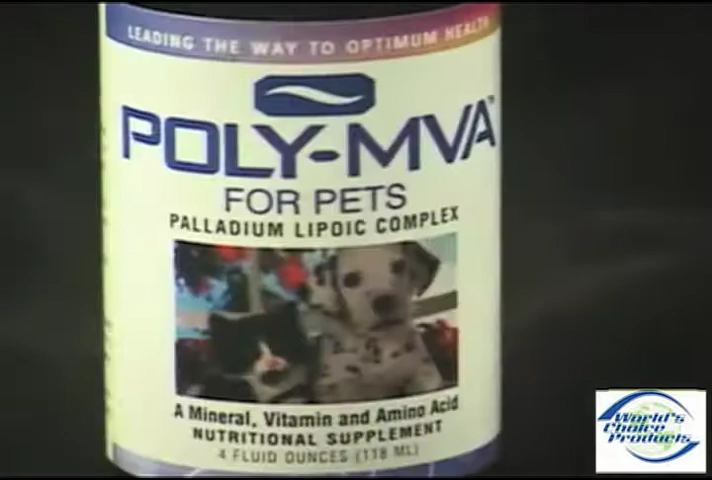 LEADING THE WAY TO OPTIMUM HEALTH
POLY-MVA™
FOR PETS
PALLADIUM LIPOIC COMPLEX
A Mineral, Vitamin and Amino Acid
NUTRITIONAL SUPPLEMENT
4 FLUID OUNCES (118 ML)
World's
Choice
Products